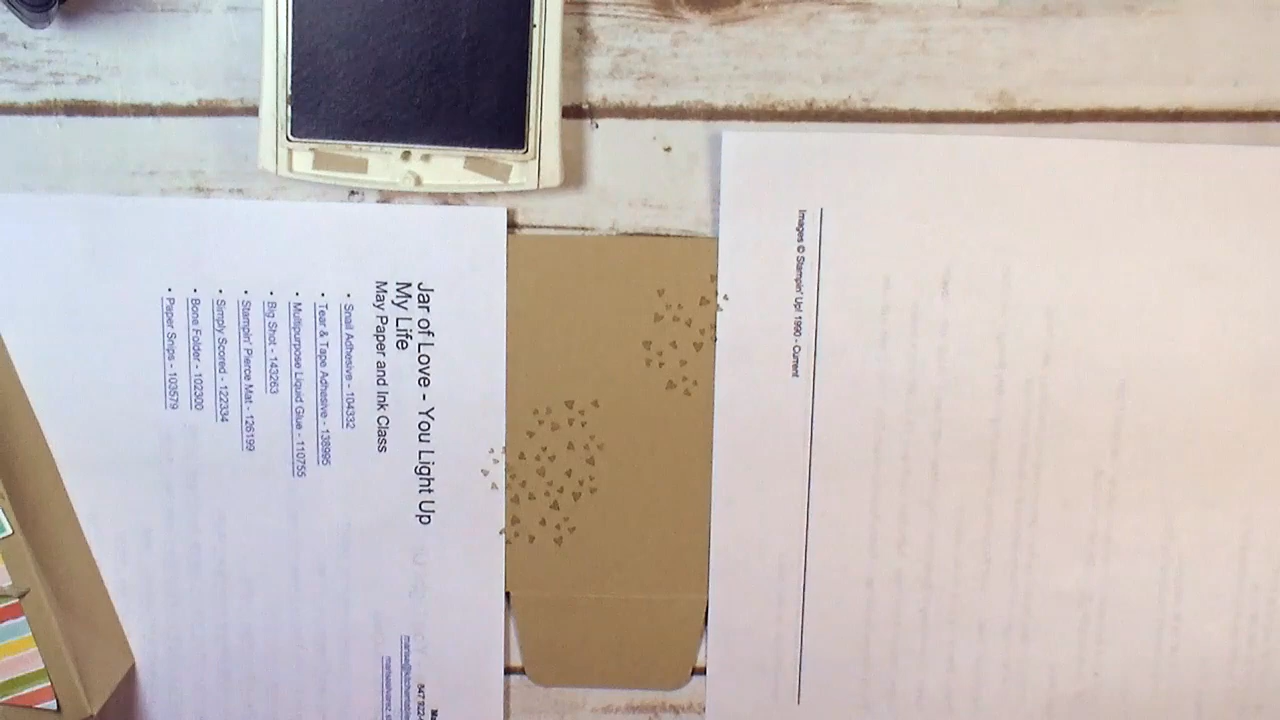 Jar of Love - You Light Up
My Life
May Paper and Ink Class
• Snail Adhesive - 104332
• Tear & Tape Adhesive - 138995
• Multipurpose Liquid Glue - 110755
• Big Shot - 143263
• Stampin' Pierce Mat - 126199
• Simply Scored - 122334
• Bone Folder - 102300
• Paper Snips - 103579
Images © Stampin' Up! 1990 - Current